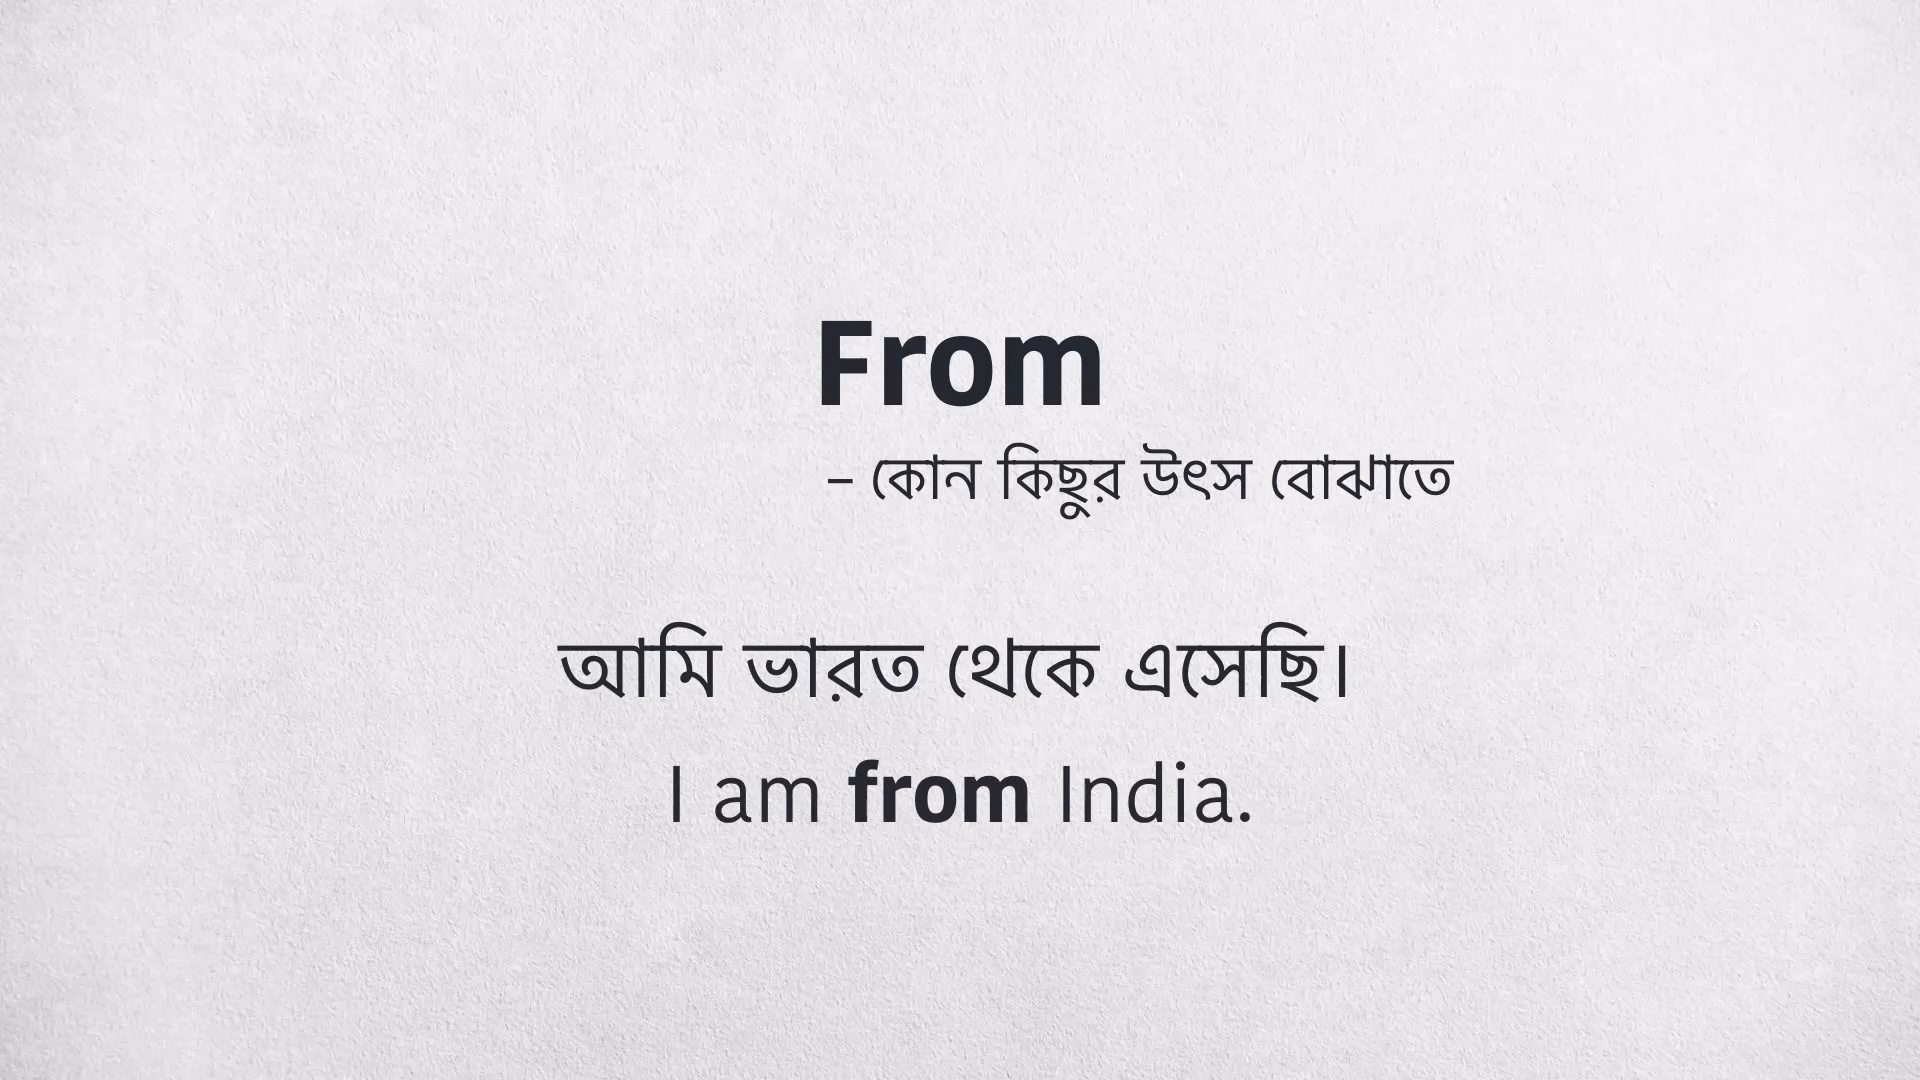 From
– কোন কিছুর উৎস বোঝাতে
আমি ভারত থেকে এসেছি।
I am from India.